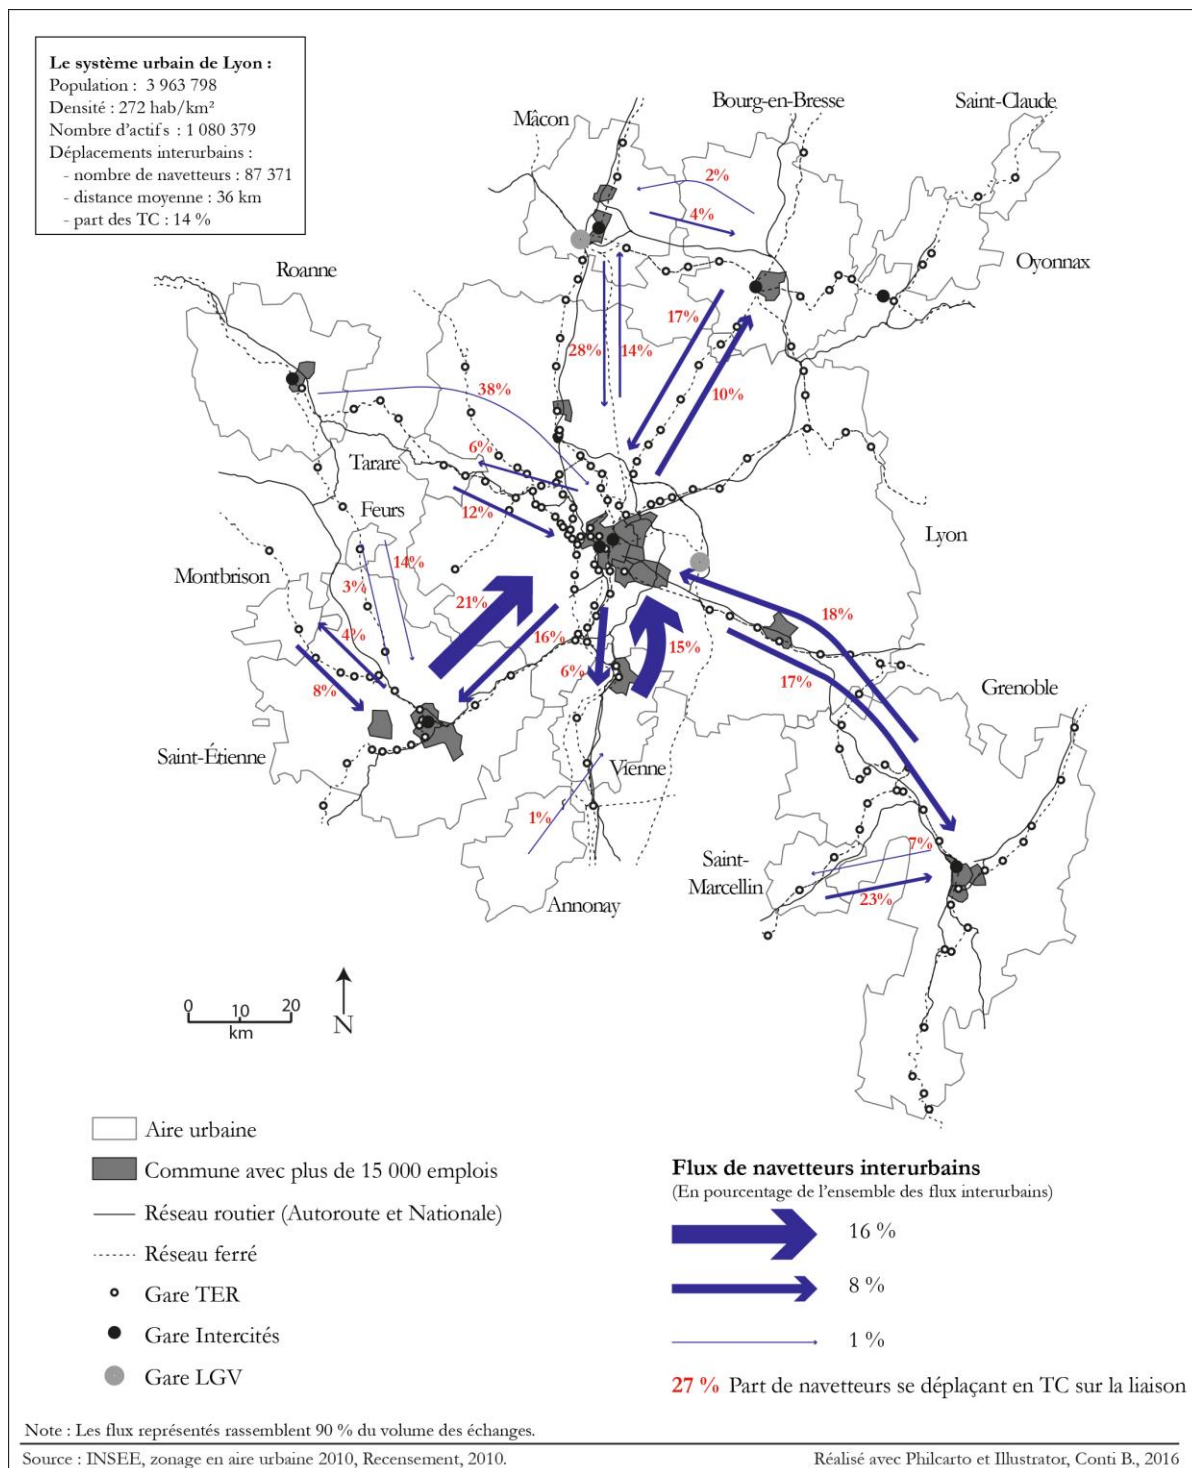 Le système urbain de Lyon :
Population : 3 963 798
Densité : 272 hab/km²
Nombre d'actifs : 1 080 379
Déplacements interurbains :
- nombre de navetteurs : 87 371
- distance moyenne : 36 km
- part des TC : 14 %
Bourg-en-Bresse
Saint-Claude
Mâcon
2%
4%
Roanne
Oyonnax
17%
28%
14%
38%
10%
6%
Tarare
12%
Feurs
Lyon
Montbrison
14%
3%
21%
18%
4%
16%
15%
6%
8%
17%
Grenoble
Saint-Étienne
Vienne
1%
7%
Saint-
Marcellin
23%
Annonay
0 10 20
km
N
Aire urbaine
Commune avec plus de 15 000 emplois
Réseau routier (Autoroute et Nationale)
Réseau ferré
Gare TER
Gare Intercités
Gare LGV
Flux de navetteurs interurbains
(En pourcentage de l'ensemble des flux interurbains)
16 %
8 %
1 %
27 % Part de navetteurs se déplaçant en TC sur la liaison
Note : Les flux représentés rassemblent 90 % du volume des échanges.
Source : INSEE, zonage en aire urbaine 2010, Recensement, 2010.
Réalisé avec Philcarto et Illustrator, Conti B., 2016